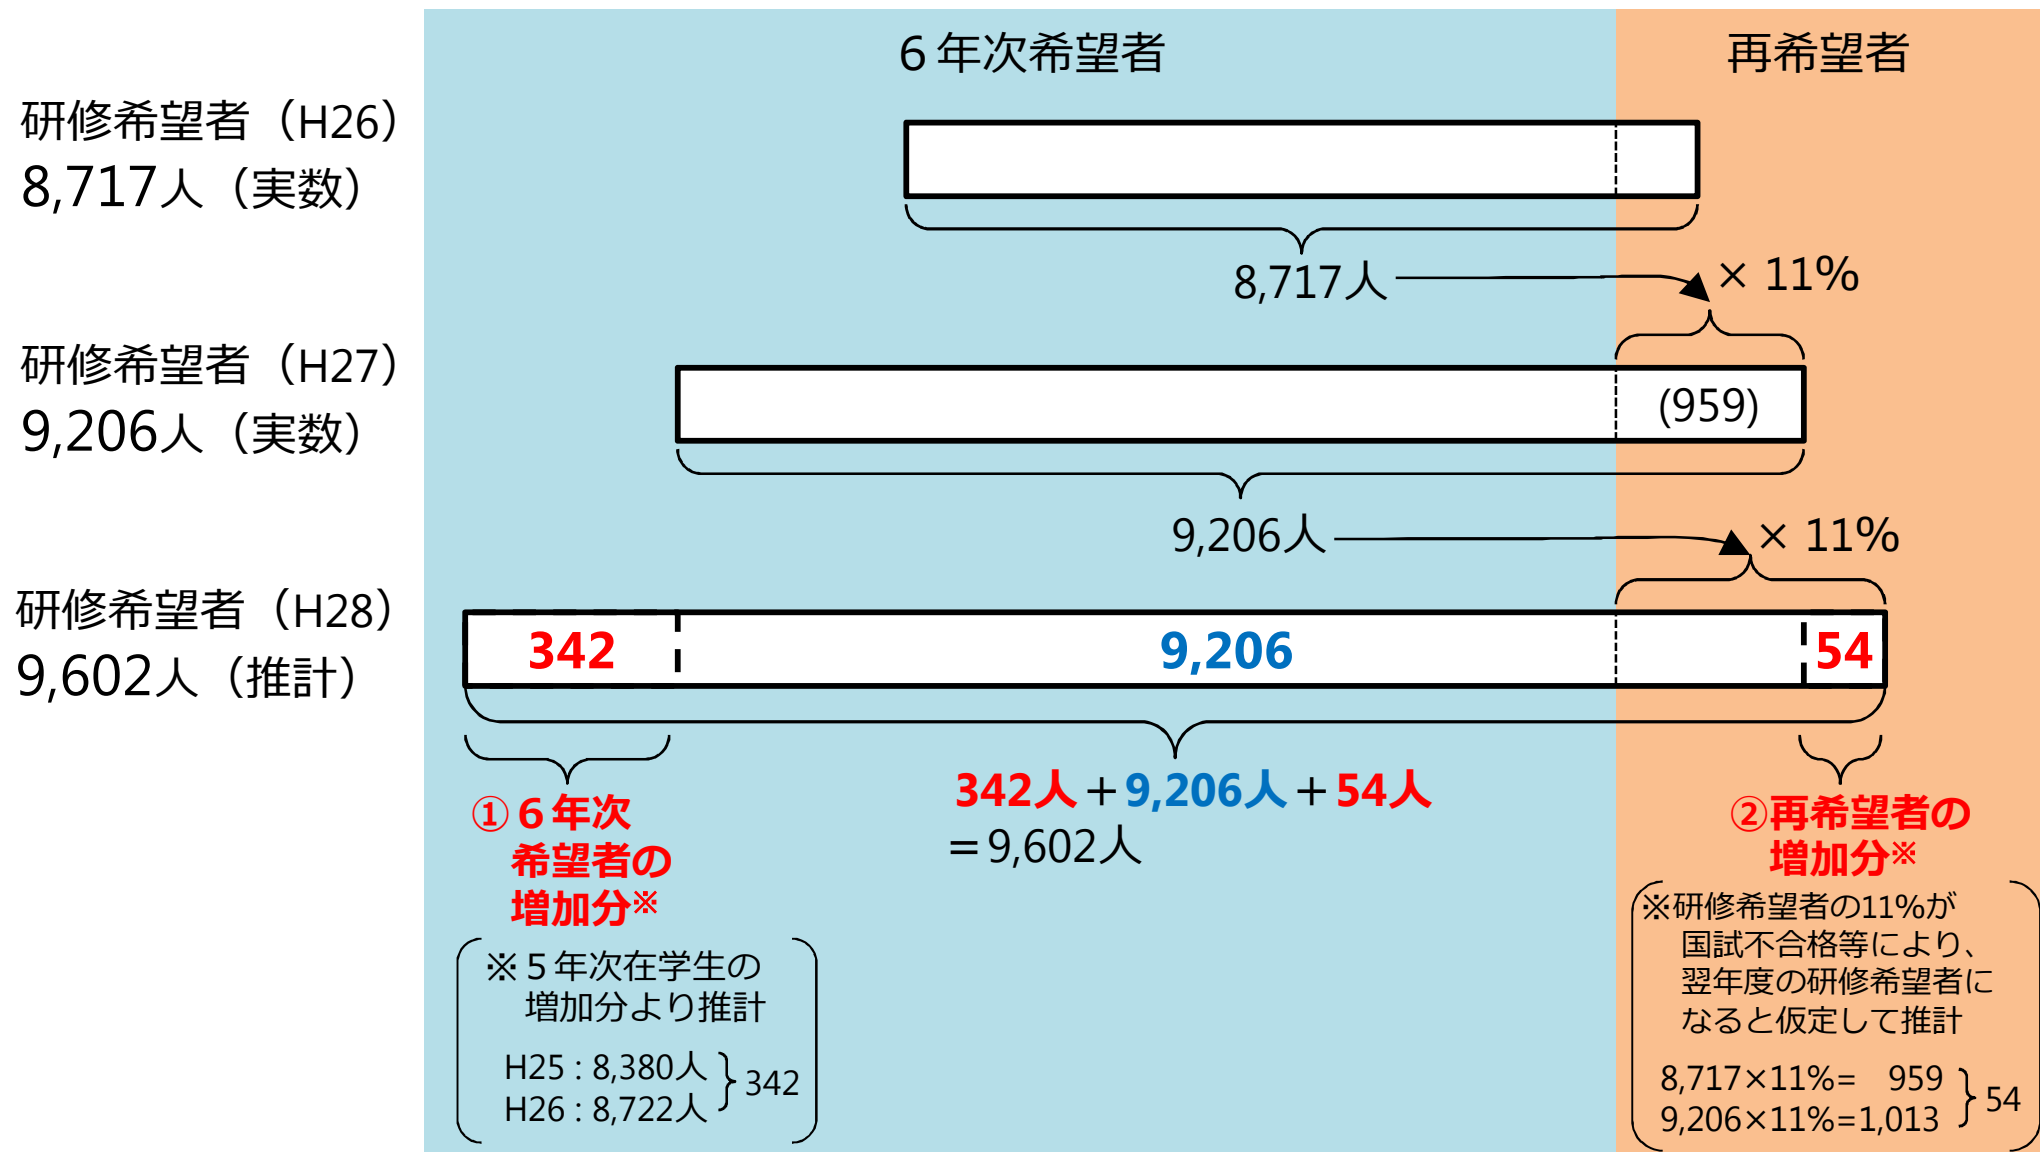 ６年次希望者
再希望者
研修希望者（H26）
8,717人（実数）
8,717人
× 11%
研修希望者（H27）
9,206人（実数）
(959)
9,206人
× 11%
研修希望者（H28）
9,602人（推計）
342
9,206
54
342人＋9,206人＋54人
＝9,602人
①６年次
希望者の
増加分※
※５年次在学生の
増加分より推計
H25：8,380人
H26：8,722人
342
②再希望者の
増加分※
※研修希望者の11%が
国試不合格等により、
翌年度の研修希望者に
なると仮定して推計
8,717×11%= 959
9,206×11%=1,013
54